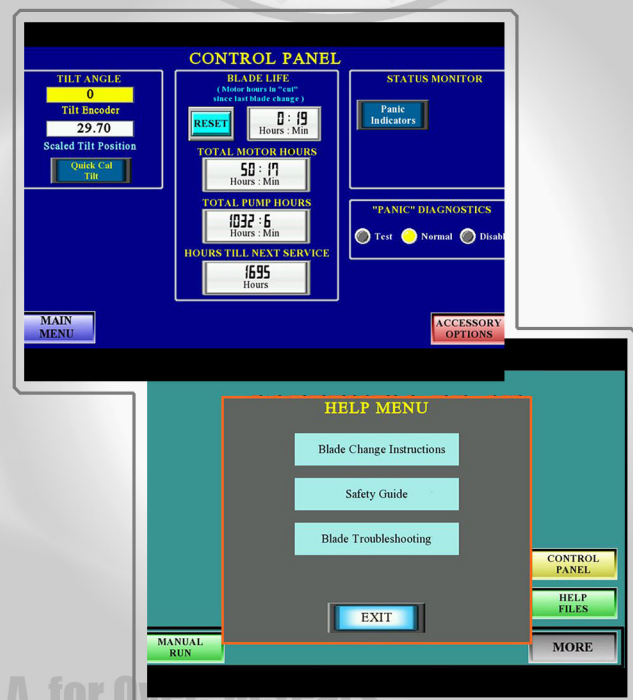 CONTROL PANEL
TILT ANGLE
0
Tilt Encoder
29.70
Scaled Tilt Position
Quick Cal
Tilt
BLADE LIFE
( Motor hours in "cut"
since last blade change )
RESET
0:19
Hours : Min
TOTAL MOTOR HOURS
50:17
Hours : Min
TOTAL PUMP HOURS
1032:6
Hours : Min
HOURS TILL NEXT SERVICE
1695
Hours
STATUS MONITOR
Panic
Indicators
"PANIC" DIAGNOSTICS
Test Normal Disabl
MAIN
MENU
ACCESSORY
OPTIONS
HELP MENU
Blade Change Instructions
Safety Guide
Blade Troubleshooting
EXIT
CONTROL
PANEL
HELP
FILES
MANUAL
RUN
MORE